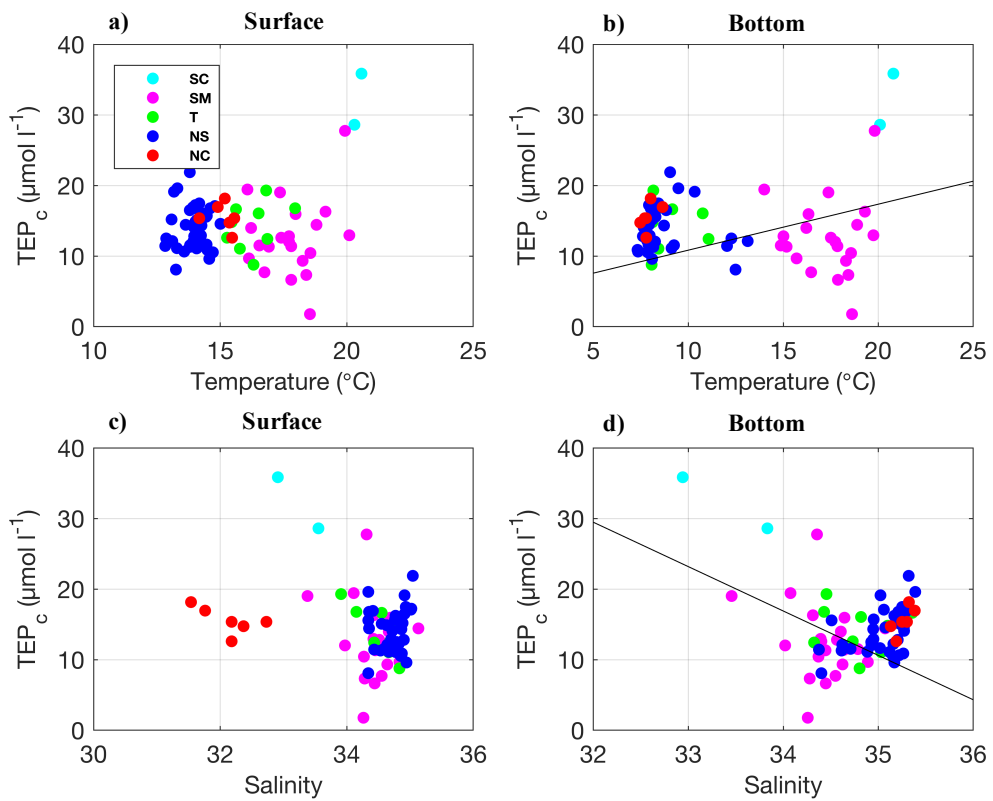 a) Surface
b) Bottom
40
30
20
10
0
TEP c (μmol l⁻¹)
SC
SM
T
NS
NC
10 15 20 25
Temperature (°C)
40
30
20
10
0
TEP c (μmol l⁻¹)
5 10 15 20 25
Temperature (°C)
c) Surface
d) Bottom
40
30
20
10
0
TEP c (μmol l⁻¹)
30 32 34 36
Salinity
40
30
20
10
0
TEP c (μmol l⁻¹)
32 33 34 35 36
Salinity